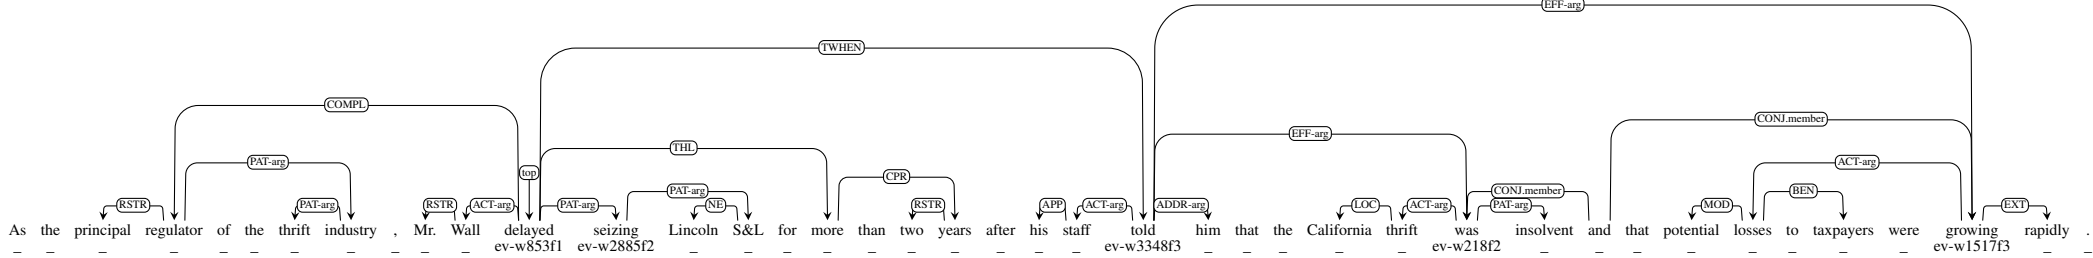 EFF-arg
TWHEN
COMPL CONJ.member
EFF-arg
THL
PAT-arg ACT-arg
top CPR
PAT-arg CONJ.member BEN
RSTR PAT-arg RSTR ACT-arg PAT-arg NE RSTR APP ACT-arg ADDR-arg LOC ACT-arg PAT-arg MOD EXT
As the principal regulator of the thrift industry , Mr. Wall delayed seizing Lincoln S&L for more than two years after his staff told him that the California thrift was insolvent and that potential losses to taxpayers were growing rapidly .
ev-w853f1 ev-w2885f2 ev-w3348f3 ev-w218f2 ev-w1517f3